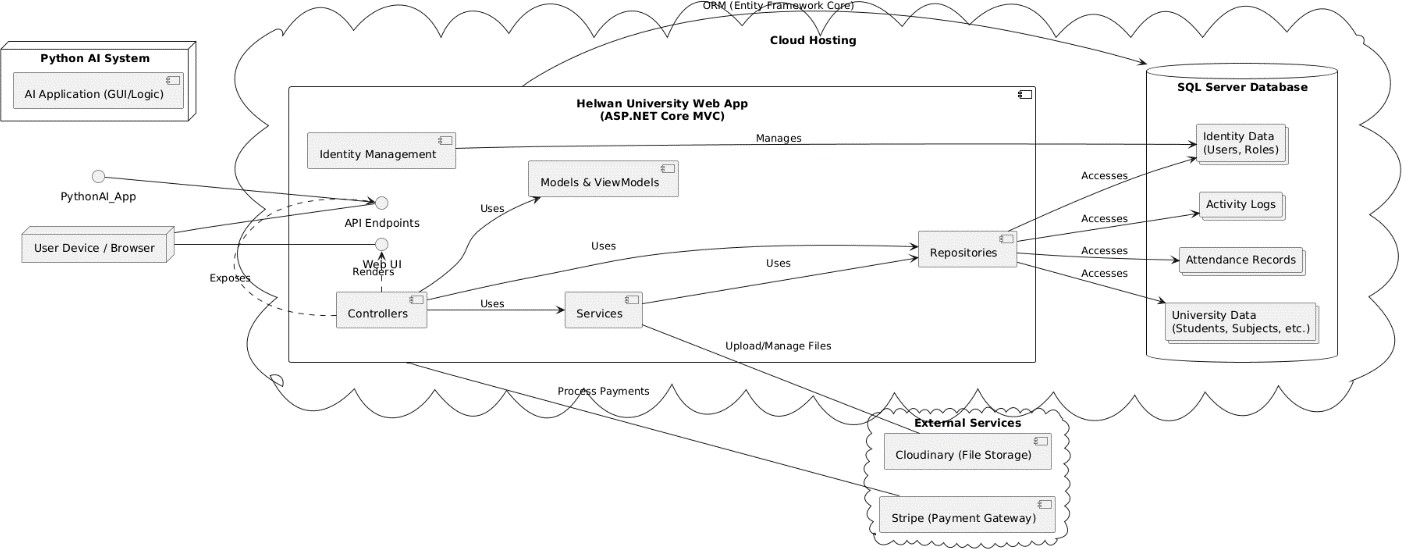 ORM (Entity Framework Core)
Cloud Hosting
Python AI System
AI Application (GUI/Logic)
SQL Server Database
Helwan University Web App
(ASP.NET Core MVC)
Identity Management
Manages
Identity Data
(Users, Roles)
Models & ViewModels
Accesses
PythonAI_App
Uses
Activity Logs
API Endpoints
Accesses
User Device / Browser
Uses
Repositories
Accesses
Attendance Records
Web UI
Renders
Uses
Accesses
Exposes
Controllers
Uses
Services
University Data
(Students, Subjects, etc.)
Upload/Manage Files
Process Payments
External Services
Cloudinary (File Storage)
Stripe (Payment Gateway)